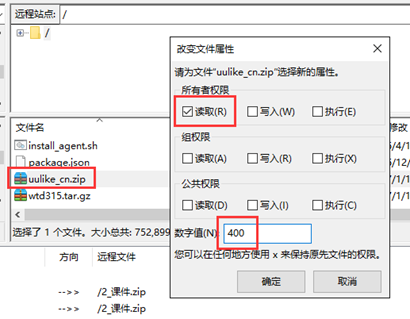 远程站点: /
/
改变文件属性
请为文件"uulike_cn.zip"选择新的属性。
所有者权限
读取(R) 写入(W) 执行(E)
组权限
读取(A) 写入(R) 执行(X)
公共权限
读取(D) 写入(I) 执行(C)
数字值(N): 400
您可以在任何地方使用 x 来保持原先文件的权限。
确定 取消
文件名
install_agent.sh
package.json
uulike_cn.zip
wtd315.tar.gz
选择了 1 个文件。大小总共: 752,899
方向 远程文件
-->> /2_课件.zip
-->> /2_课件.zip